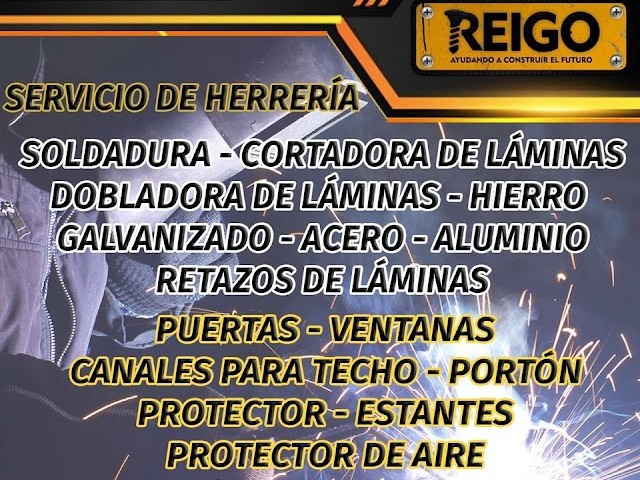 REIGO
AYUDANDO A CONSTRUIR EL FUTURO
SERVICIO DE HERRERÍA
SOLDADURA - CORTADORA DE LÁMINAS
DOBLADORA DE LÁMINAS - HIERRO
GALVANIZADO - ACERO - ALUMINIO
RETAZOS DE LÁMINAS
PUERTAS - VENTANAS
CANALES PARA TECHO - PORTÓN
PROTECTOR - ESTANTES
PROTECTOR DE AIRE